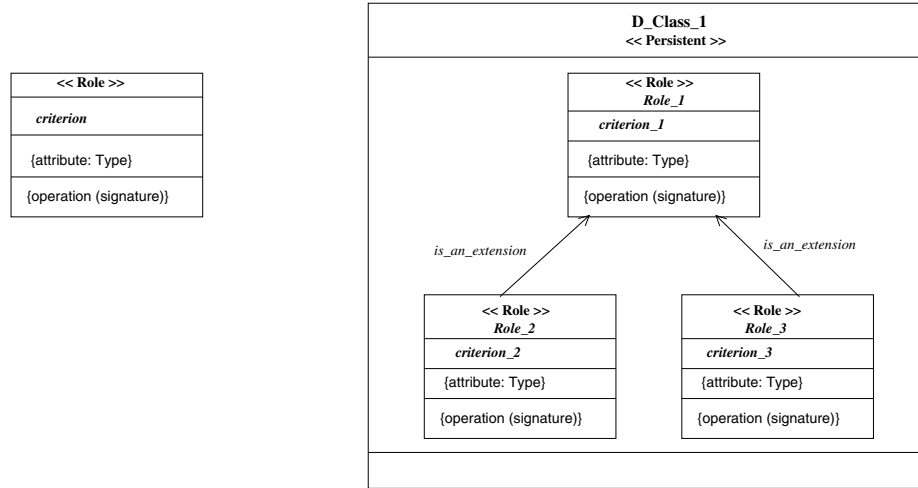 << Role >>
criterion
{attribute: Type}
{operation (signature)}
D_Class_1
<< Persistent >>
<< Role >>
Role_1
criterion_1
{attribute: Type}
{operation (signature)}
is_an_extension
is_an_extension
<< Role >>
Role_2
criterion_2
{attribute: Type}
{operation (signature)}
<< Role >>
Role_3
criterion_3
{attribute: Type}
{operation (signature)}